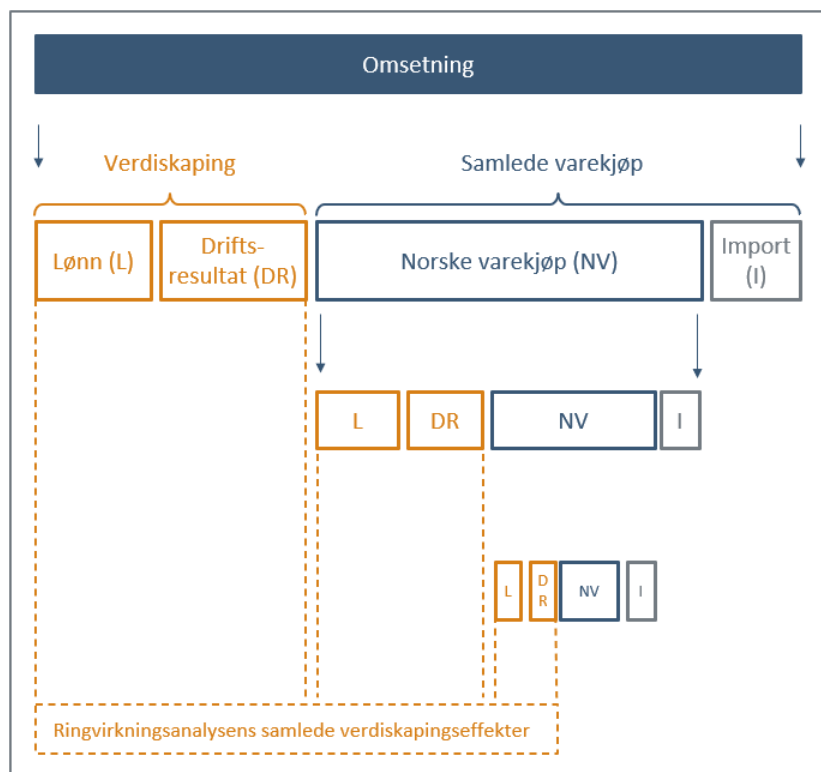 Omsetning
Verdiskaping
Samlede varekjøp
Lønn (L)
Drifts-
resultat (DR)
Norske varekjøp (NV)
Import
(I)
L
DR
NV
I
L
D
R
NV
I
Ringvirkningsanalysens samlede verdiskapingseffekter